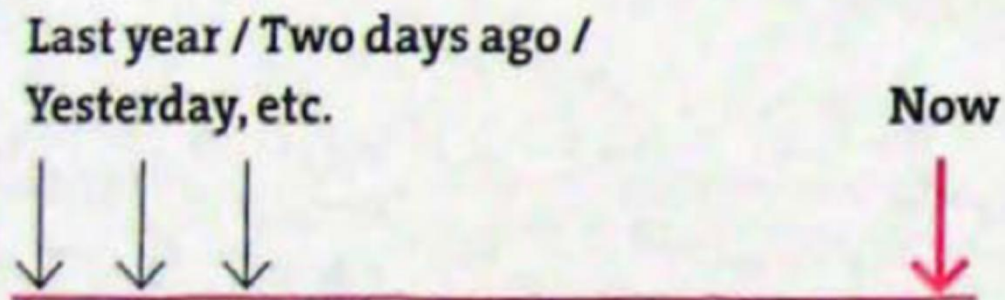 Last year / Two days ago /
Yesterday, etc.
Now